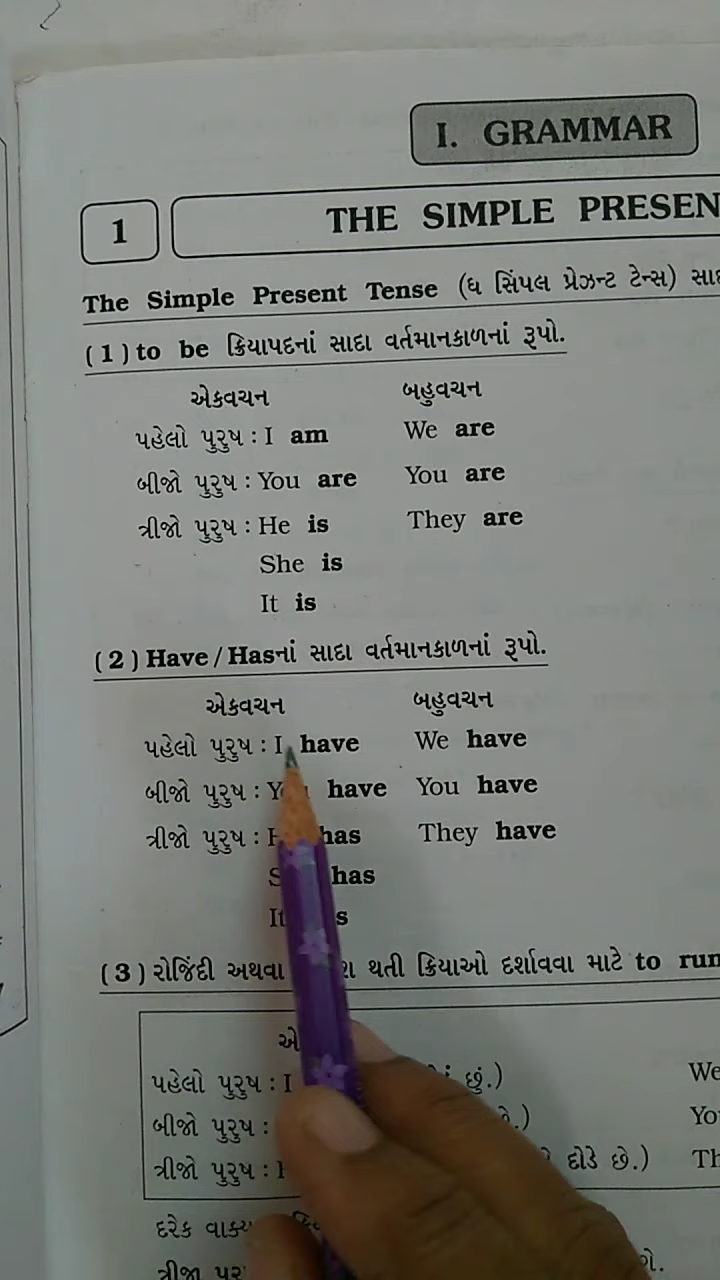 I. GRAMMAR
1 THE SIMPLE PRESEN
The Simple Present Tense (ધ સિંપલ પ્રેઝન્ટ ટેન્સ)
(1) to be ક્રિયાપદનાં સાદા વર્તમાનકાળનાં રૂપો.
એકવચન બહુવચન
પહેલો પુરુષ : I am We are
બીજો પુરુષ : You are You are
ત્રીજો પુરુષ : He is They are
She is
It is
(2) Have / Hasનાં સાદા વર્તમાનકાળનાં રૂપો.
એકવચન બહુવચન
પહેલો પુરુષ : I have We have
બીજો પુરુષ : have You have
ત્રીજો પુરુષ : has They have
has
It
(3) રોજિંદી અથવા થતી ક્રિયાઓ દર્શાવવા માટે to run
પહેલો પુરુષ : I છું.) We
બીજો પુરુષ :
ત્રીજો પુરુષ : દોડે છે.)
દરેક